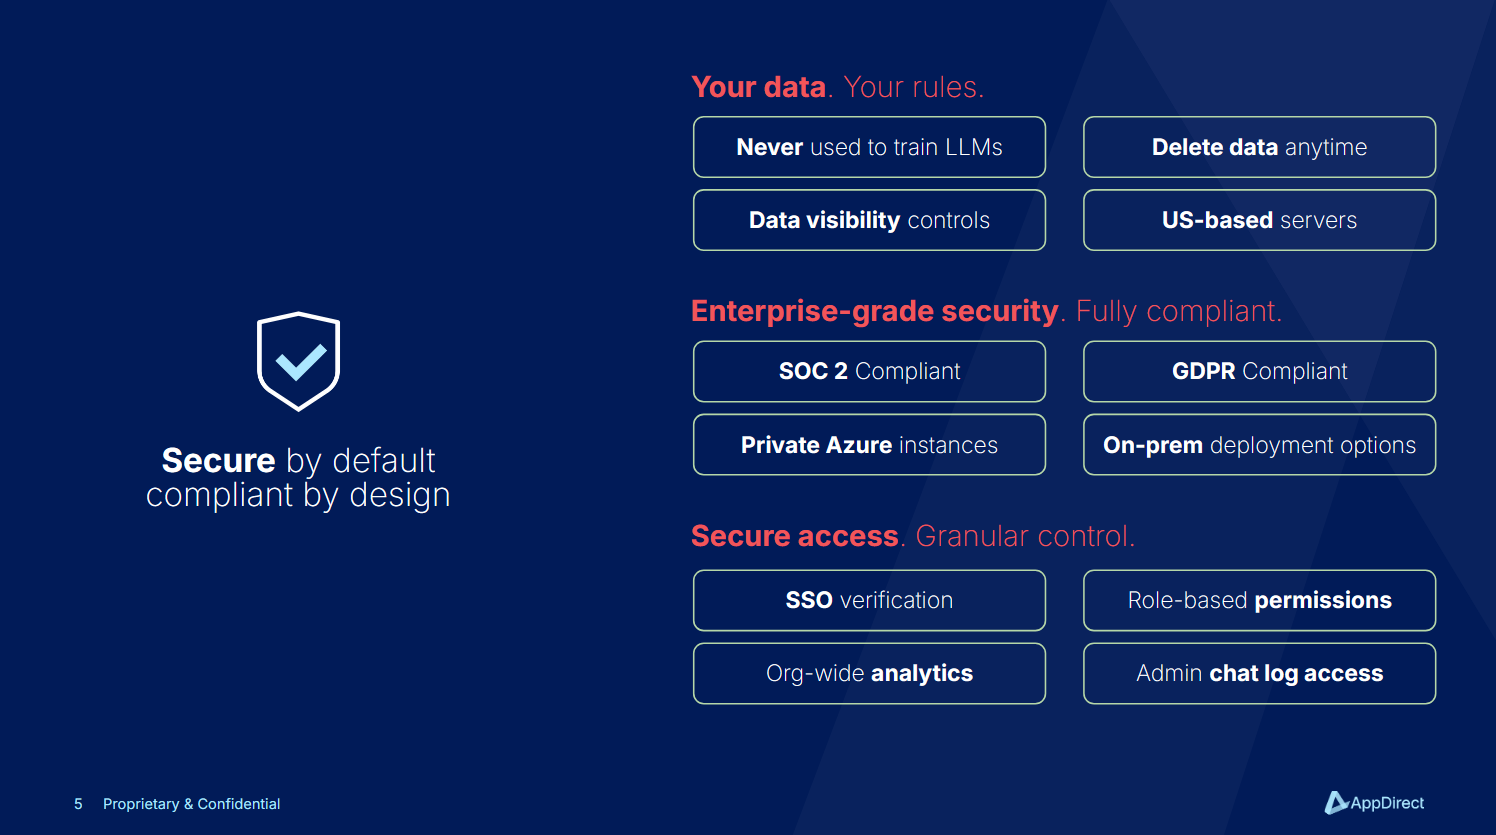 Secure by default
compliant by design
Your data. Your rules.
Never used to train LLMs
Delete data anytime
Data visibility controls
US-based servers
Enterprise-grade security. Fully compliant.
SOC 2 Compliant
GDPR Compliant
Private Azure instances
On-prem deployment options
Secure access. Granular control.
SSO verification
Role-based permissions
Org-wide analytics
Admin chat log access
5 Proprietary & Confidential
AppDirect